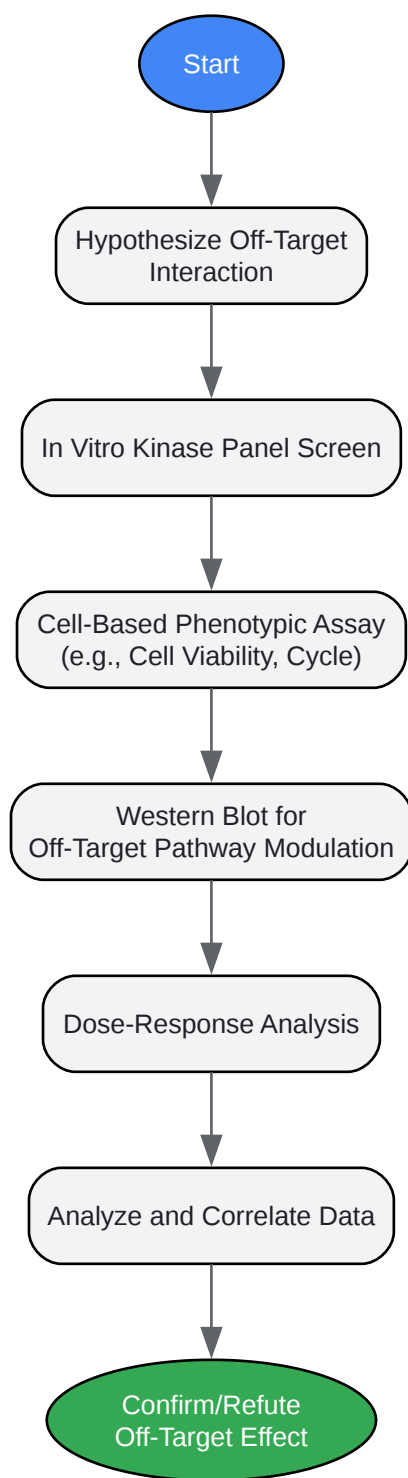 Start
Hypothesize Off-Target
Interaction
In Vitro Kinase Panel Screen
Cell-Based Phenotypic Assay
(e.g., Cell Viability, Cycle)
Western Blot for
Off-Target Pathway Modulation
Dose-Response Analysis
Analyze and Correlate Data
Confirm/Refute
Off-Target Effect